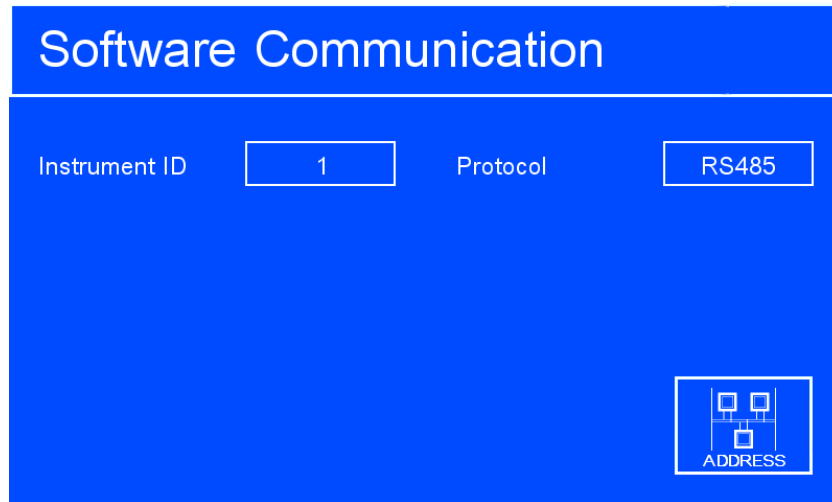 Software Communication
Instrument ID 1 Protocol RS485
ADDRESS